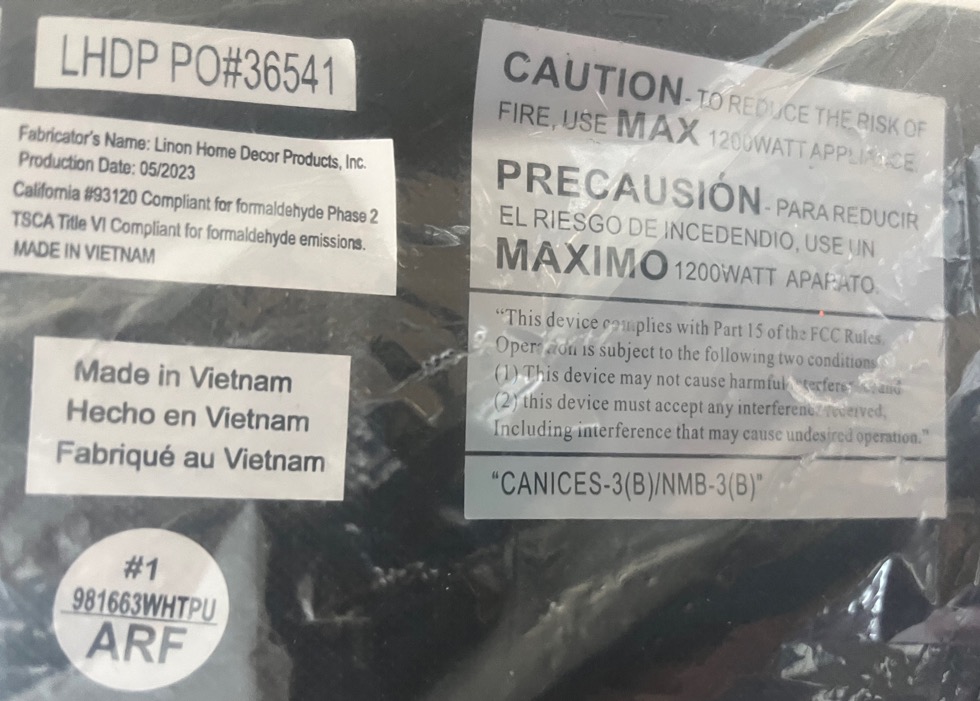 LHDP PO#36541
Fabricator's Name: Linon Home Decor Products, Inc.
Production Date: 05/2023
California #93120 Compliant for formaldehyde Phase 2
TSCA Title VI Compliant for formaldehyde emissions.
MADE IN VIETNAM
Made in Vietnam
Hecho en Vietnam
Fabriqué au Vietnam
#1
981663WHTPU
ARF
CAUTION - TO REDUCE THE RISK OF
FIRE, USE MAX 1200WATT APPLIANCE.
PRECAUSIÓN - PARA REDUCIR
EL RIESGO DE INCEDENDIO, USE UN
MAXIMO 1200WATT APARATO.
"This device complies with Part 15 of the FCC Rules.
Operation is subject to the following two conditions
(1) This device may not cause harmful interference and
(2) this device must accept any interference received,
Including interference that may cause undesired operation."
"CANICES-3(B)/NMB-3(B)"